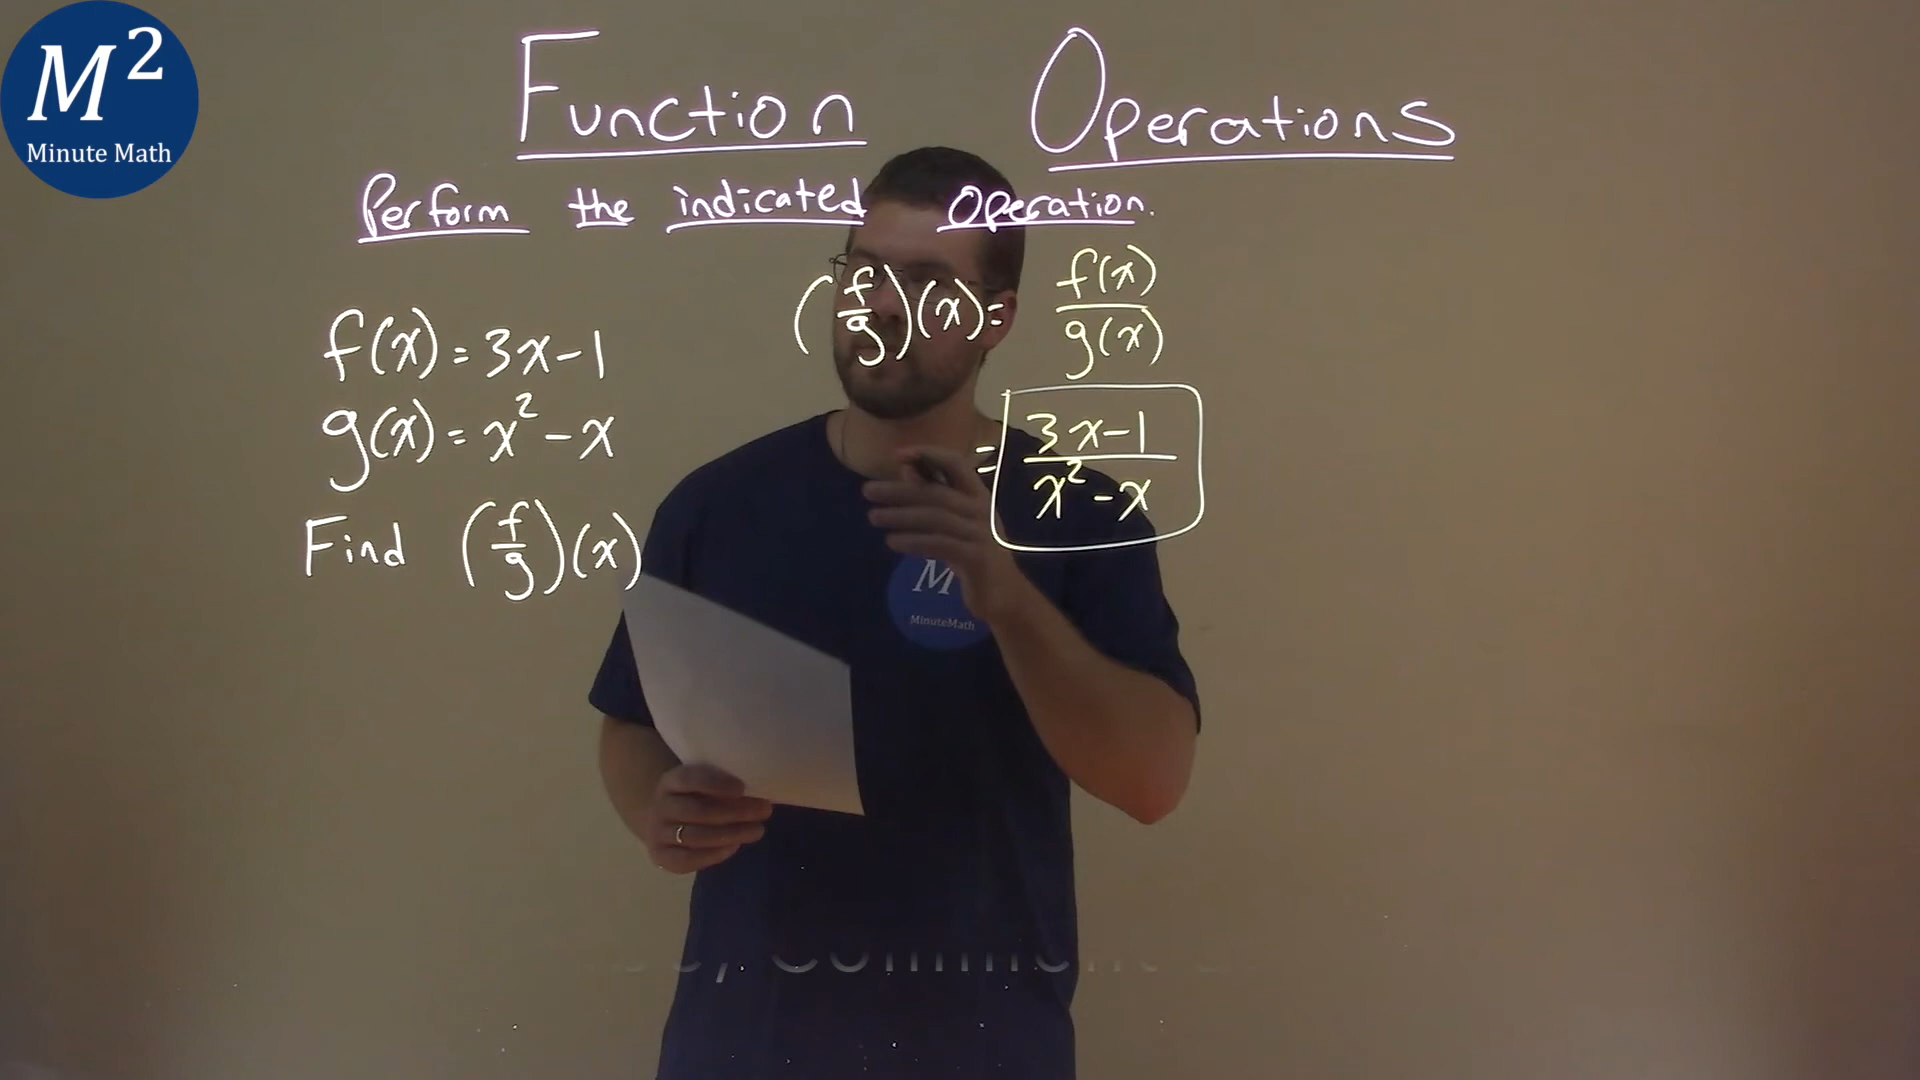 M²
Minute Math
Function Operations
Perform the indicated operation.
f(x) = 3x-1
g(x) = x² - x
Find (f/g)(x)
(f/g)(x) = f(x)/g(x)
= 3x-1/x² - x
M
MinuteMath